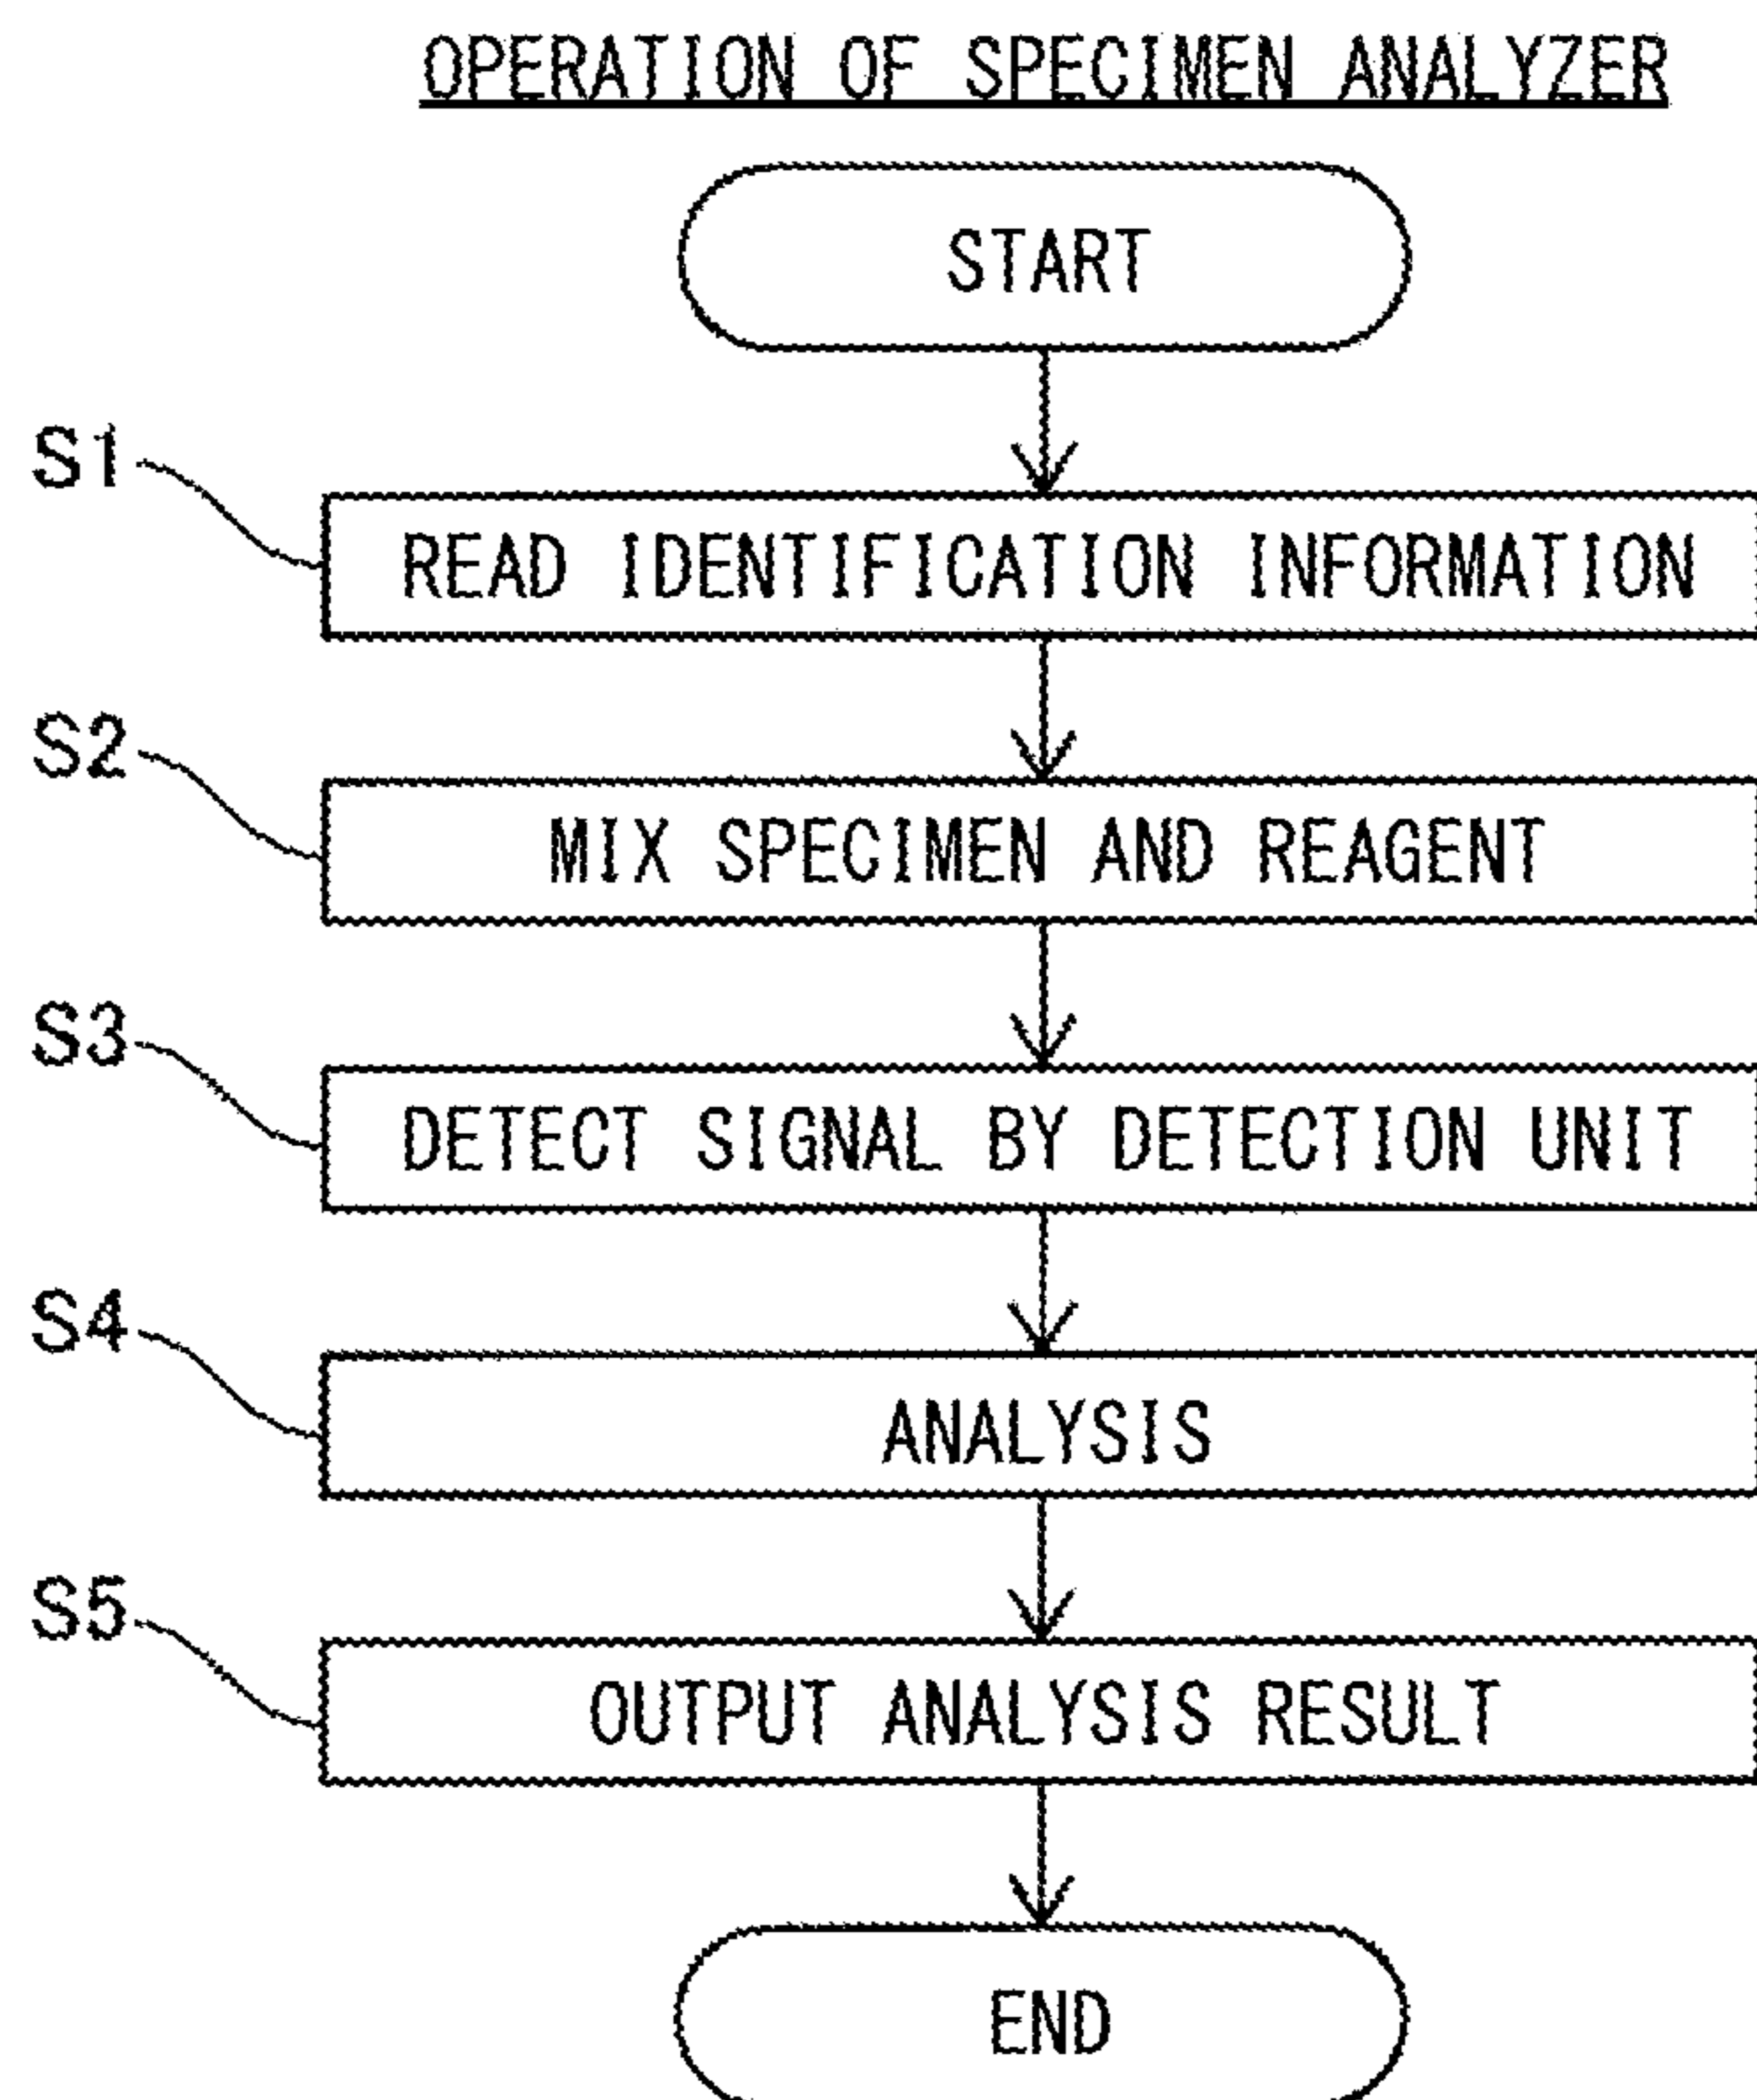 OPERATION OF SPECIMEN ANALYZER
START
S1
READ IDENTIFICATION INFORMATION
S2
MIX SPECIMEN AND REAGENT
S3
DETECT SIGNAL BY DETECTION UNIT
S4
ANALYSIS
S5
OUTPUT ANALYSIS RESULT
END